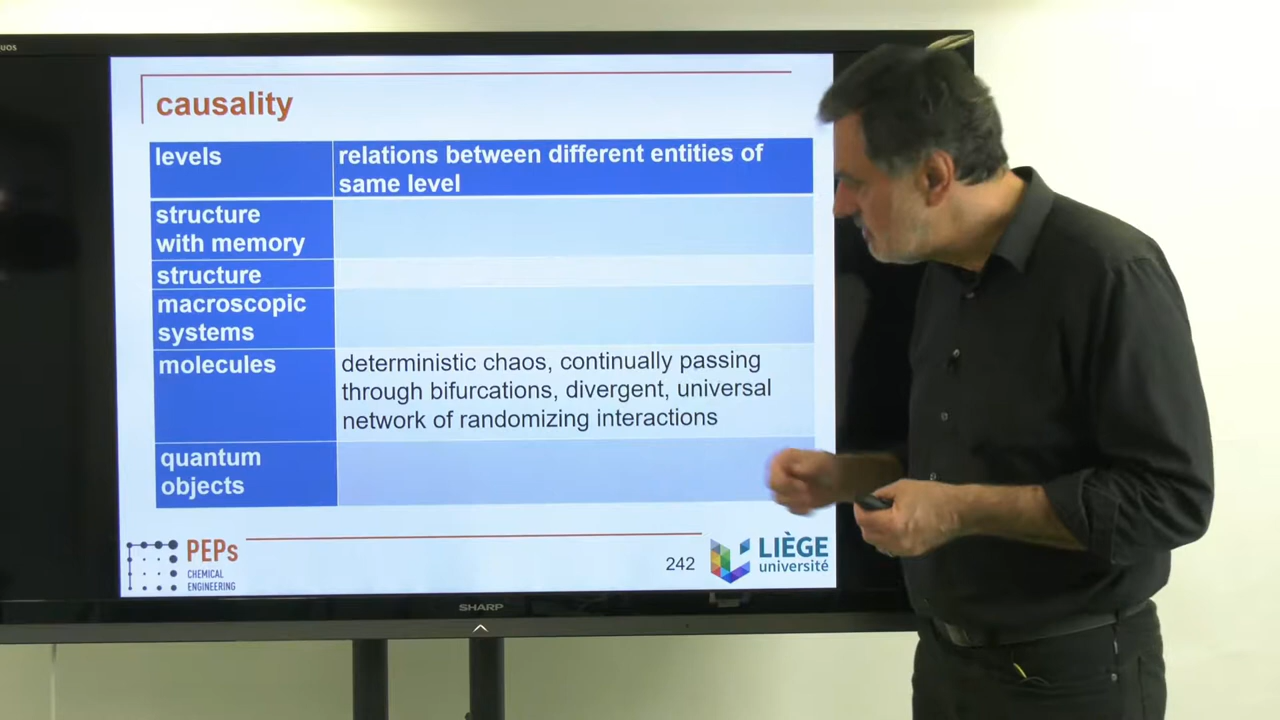 causality
levels
relations between different entities of
same level
structure
with memory
structure
macroscopic
systems
molecules
deterministic chaos, continually passing
through bifurcations, divergent, universal
network of randomizing interactions
quantum
objects
PEPs
CHEMICAL
ENGINEERING
242
LIÈGE
université
SHARP